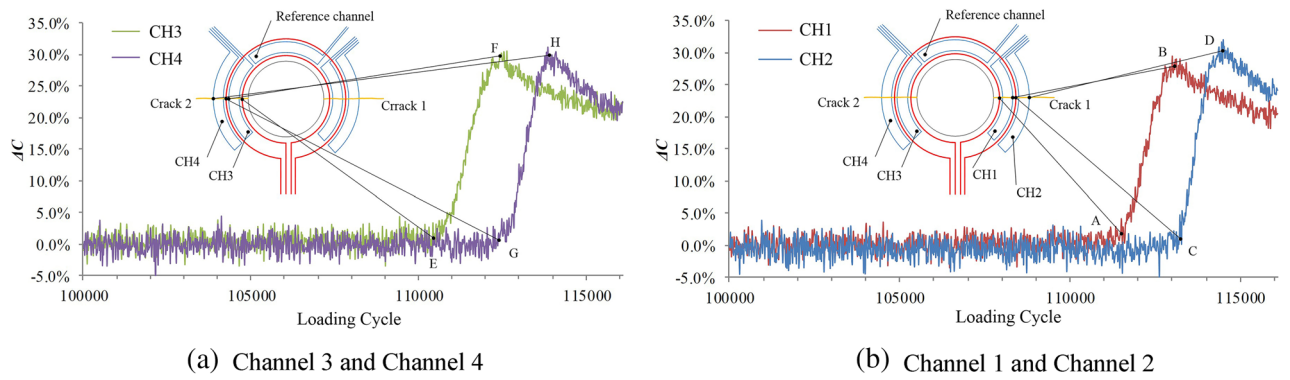 35.0%
30.0%
25.0%
20.0%
15.0%
10.0%
5.0%
0.0%
-5.0%
ΔC
CH3
CH4
Reference channel
Crack 2
Crrack 1
CH4
CH3
F
H
E
G
100000 105000 110000 115000
Loading Cycle
(a) Channel 3 and Channel 4
35.0%
30.0%
25.0%
20.0%
15.0%
10.0%
5.0%
0.0%
-5.0%
ΔC
CH1
CH2
Reference channel
Crack 2
Crack 1
CH4
CH3
CH1
CH2
B
D
A
C
100000 105000 110000 115000
Loading Cycle
(b) Channel 1 and Channel 2